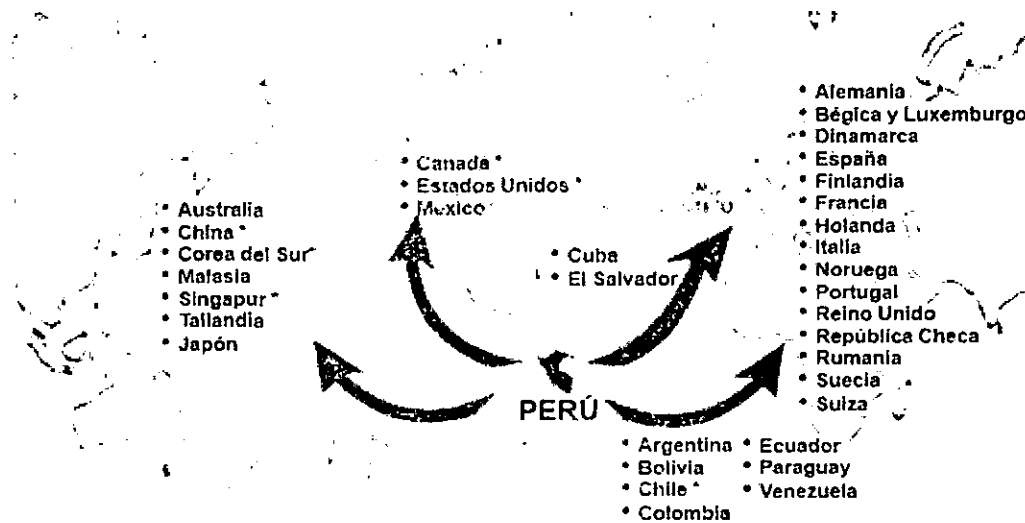 • Alemania
• Bégica y Luxemburgo
• Dinamarca
• España
• Finlandia
• Francia
• Holanda
• Italia
• Noruega
• Portugal
• Reino Unido
• República Checa
• Rumania
• Suecia
• Suiza
• Canadá *
• Estados Unidos *
• Mexico
• Australia
• China *
• Corea del Sur
• Malasia
• Singapur *
• Tailandia
• Japón
• Cuba
• El Salvador
PERÚ
• Argentina • Ecuador
• Bolivia • Paraguay
• Chile * • Venezuela
• Colombia